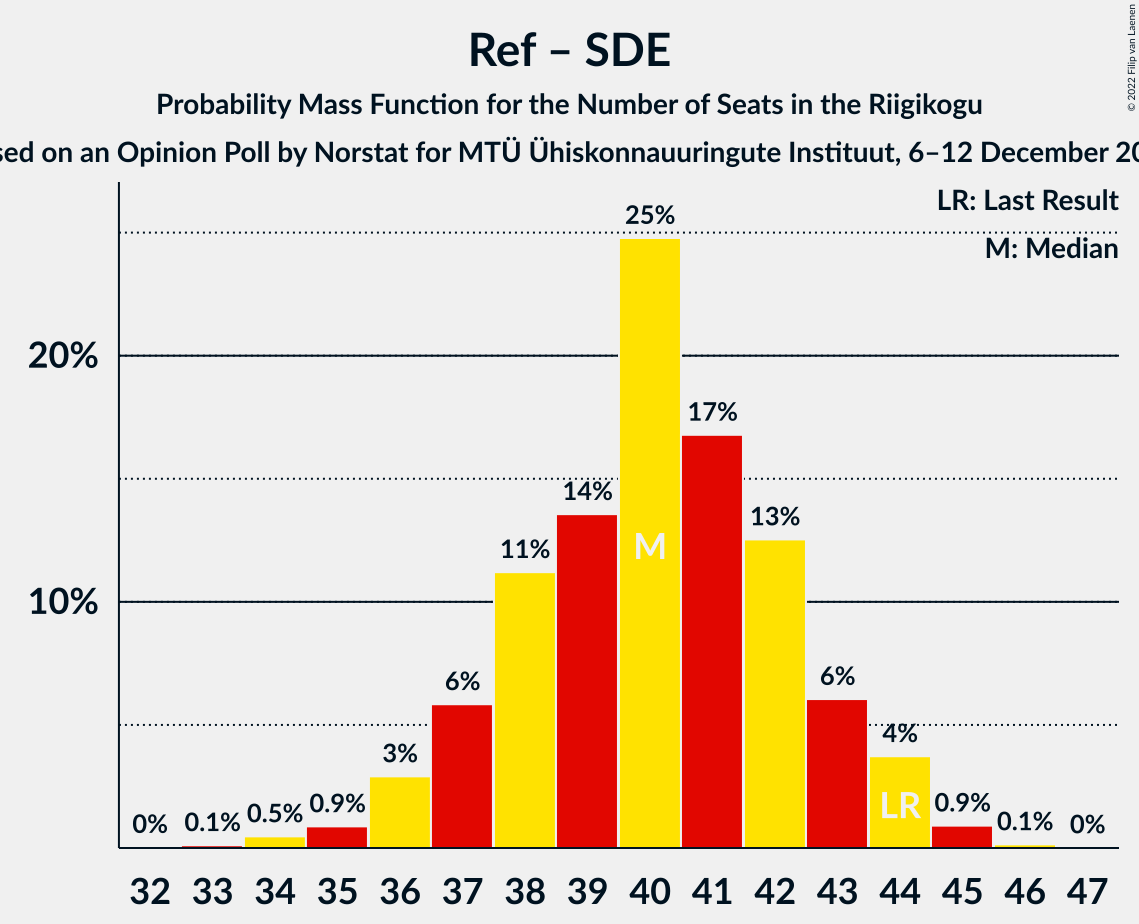 Ref – SDE
Probability Mass Function for the Number of Seats in the Riigikogu
sed on an Opinion Poll by Norstat for MTÜ Ühiskonnauuringute Instituut, 6–12 December 20
© 2022 Filip van Laenen
LR: Last Result
M: Median
20%
10%
0%
0.1%
0.5%
0.9%
3%
6%
11%
14%
25%
17%
13%
6%
4%
0.9%
0.1%
0%
M
LR
32 33 34 35 36 37 38 39 40 41 42 43 44 45 46 47